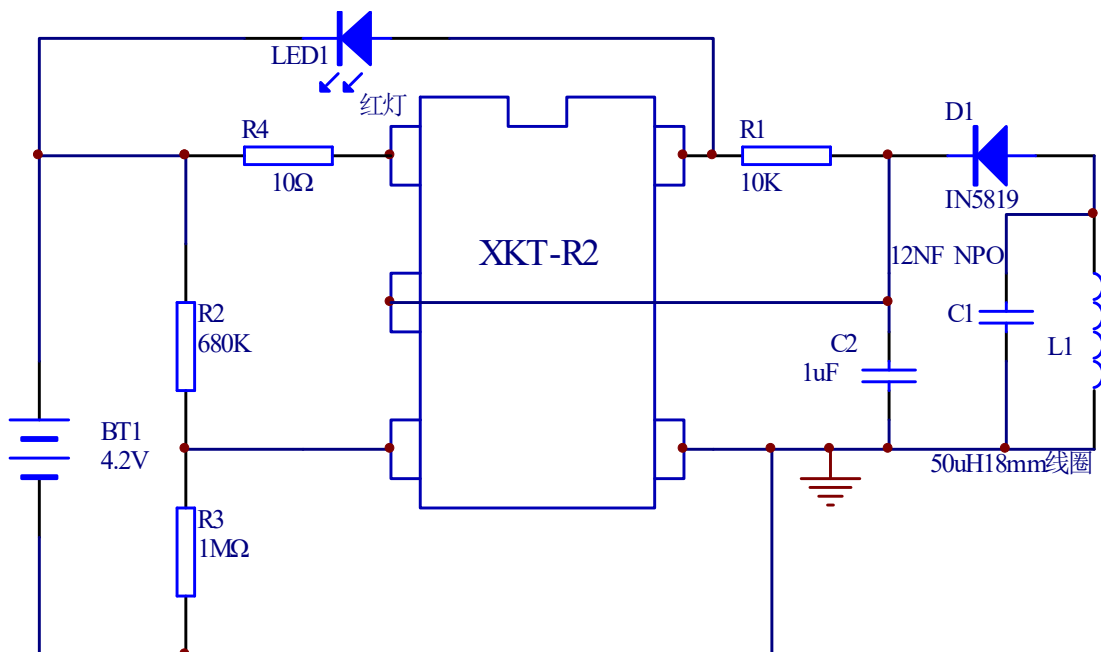 LED1
红灯
R4
10Ω
R1
10K
D1
IN5819
XKT-R2
12NF NPO
R2
680K
C1
L1
C2
1uF
BT1
4.2V
50uH18mm线圈
R3
1MΩ